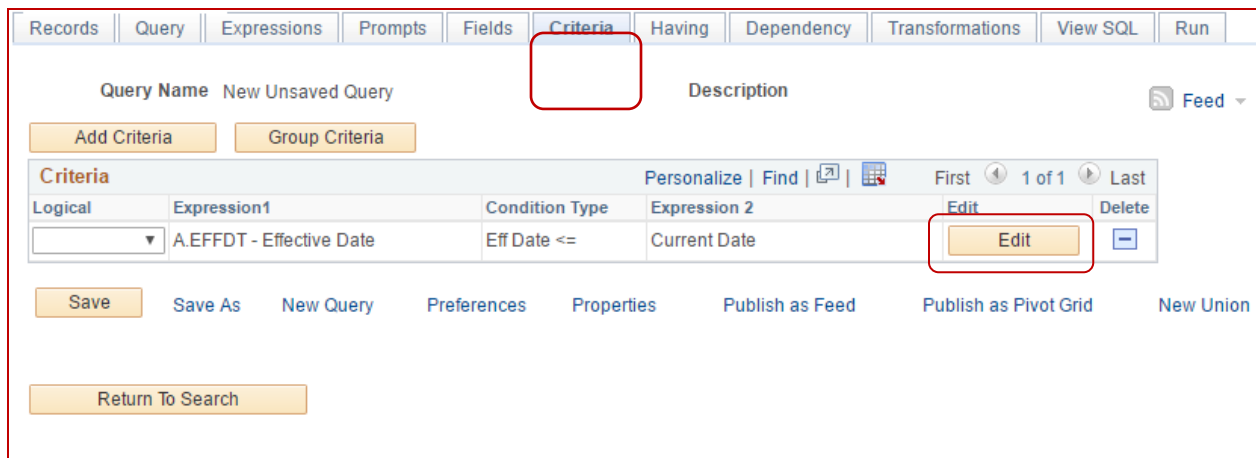 Records Query Expressions Prompts Fields Criteria Having Dependency Transformations View SQL Run
Query Name New Unsaved Query Description
Feed
Add Criteria Group Criteria
Criteria Personalize | Find | | First 1 of 1 Last
Logical Expression1 Condition Type Expression 2 Edit Delete
A.EFFDT - Effective Date Eff Date <= Current Date Edit
Save Save As New Query Preferences Properties Publish as Feed Publish as Pivot Grid New Union
Return To Search